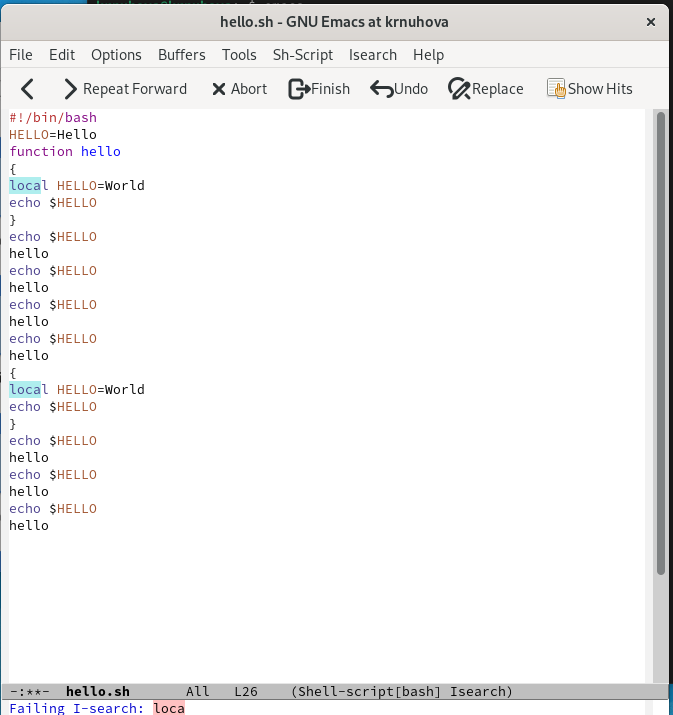 hello.sh - GNU Emacs at krnuhova
File Edit Options Buffers Tools Sh-Script Isearch Help
Repeat Forward Abort Finish Undo Replace Show Hits
#!/bin/bash
HELLO=Hello
function hello
{
local HELLO=World
echo $HELLO
}
echo $HELLO
hello
echo $HELLO
hello
echo $HELLO
hello
echo $HELLO
hello
{
local HELLO=World
echo $HELLO
}
echo $HELLO
hello
echo $HELLO
hello
echo $HELLO
hello
-:**- hello.sh All L26 (Shell-script[bash] Isearch)
Failing I-search: loca